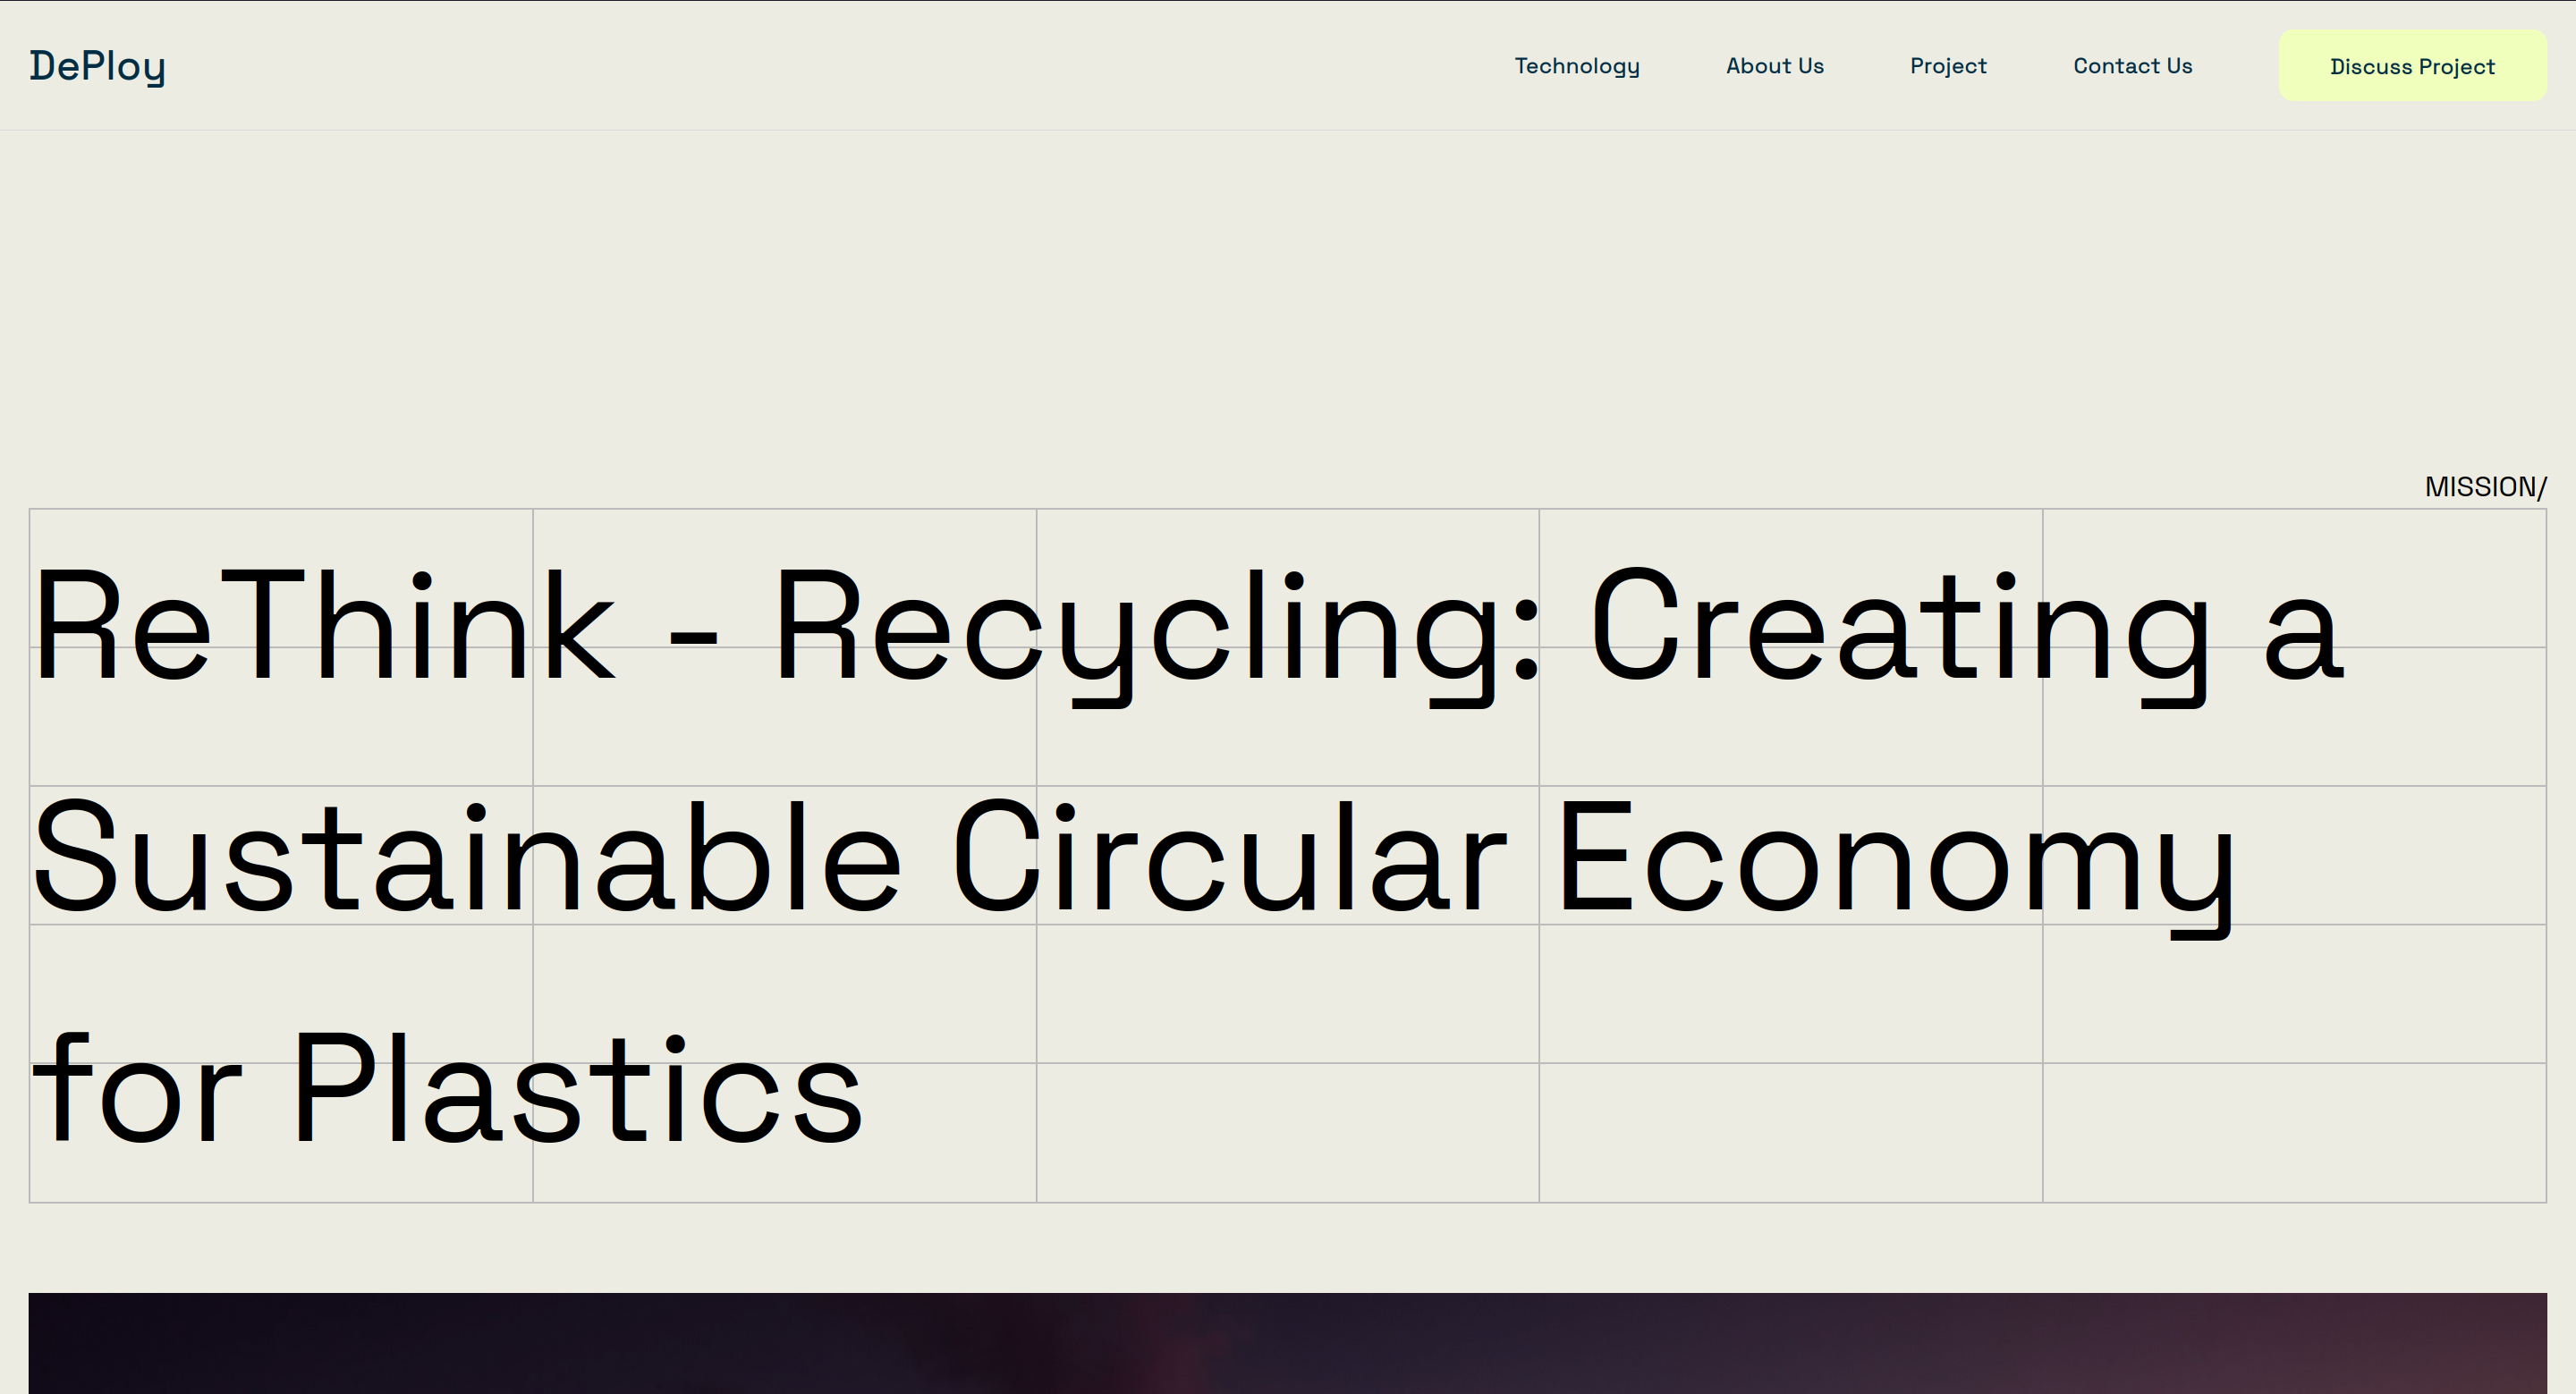 DePloy
Technology
About Us
Project
Contact Us
Discuss Project
MISSION/
ReThink - Recycling: Creating a
Sustainable Circular Economy
for Plastics